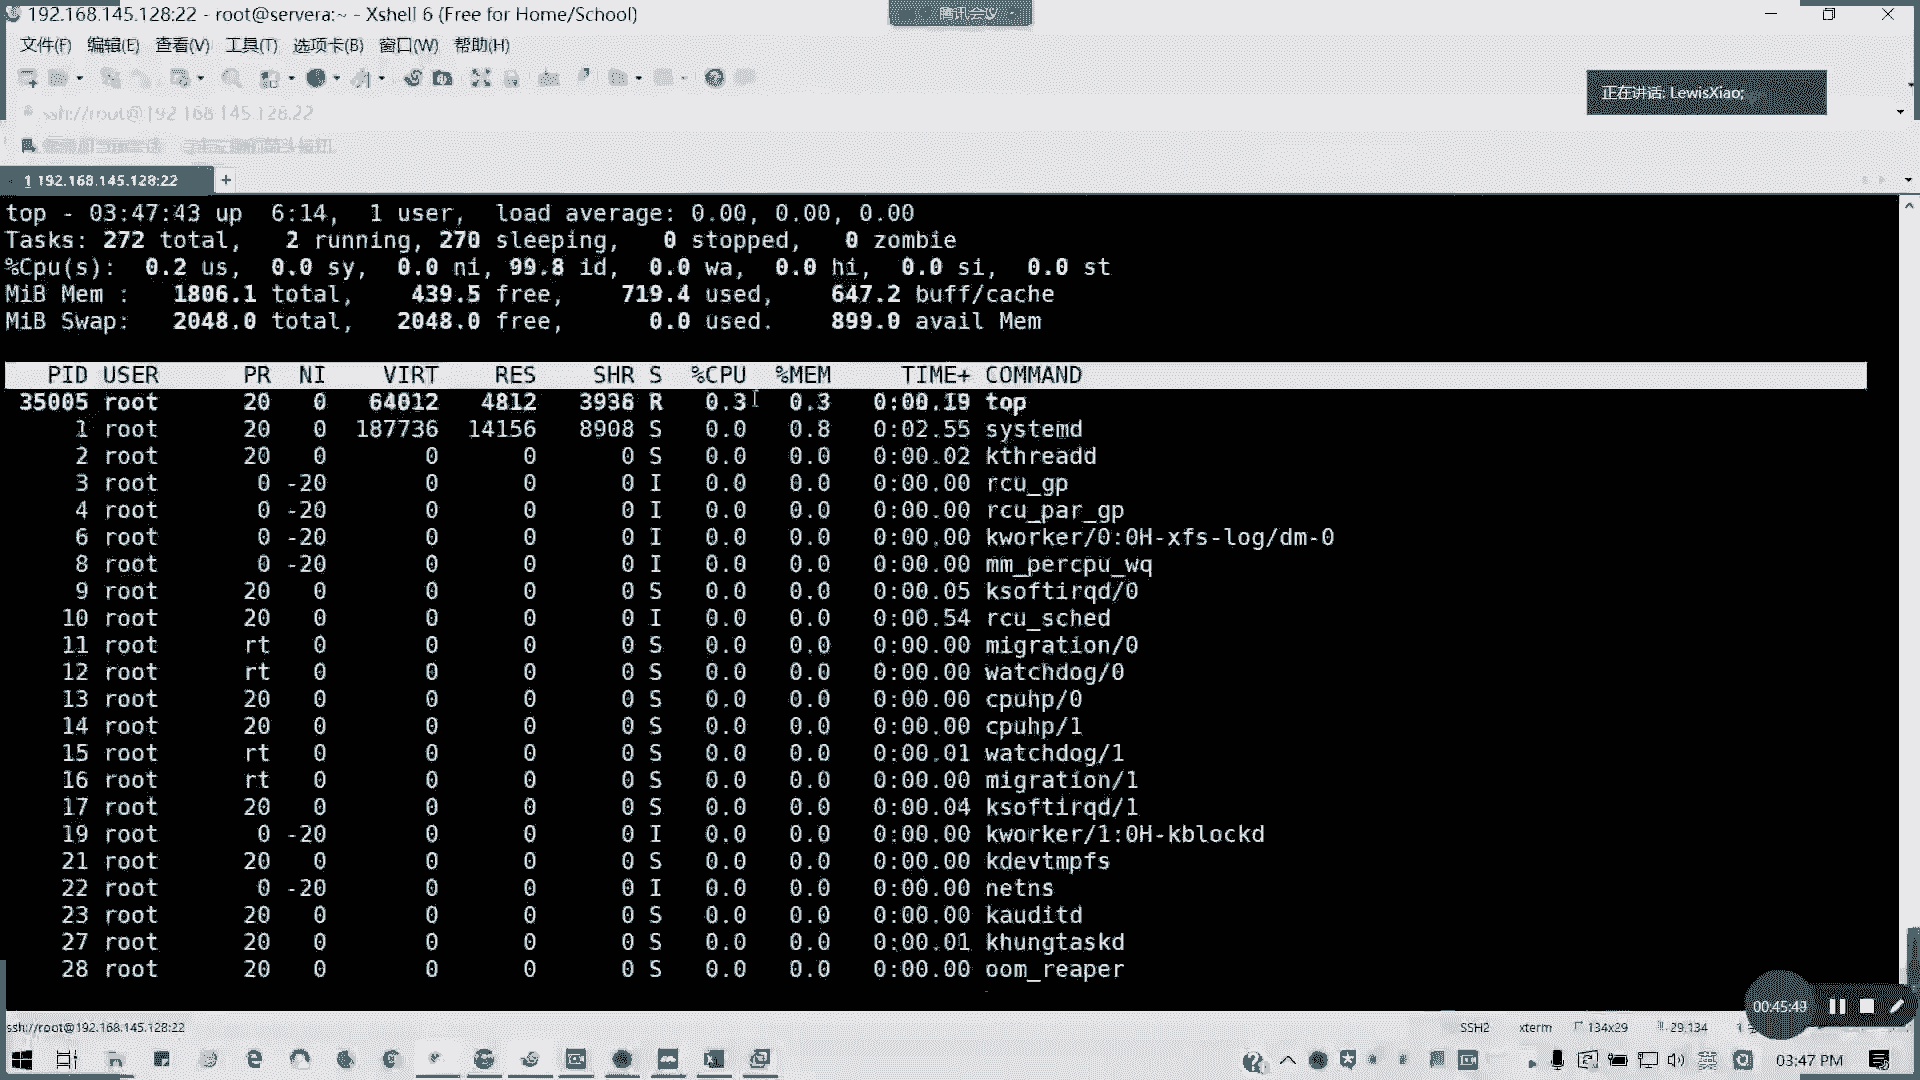 192.168.145.128:22 - root@servera:~ - Xshell 6 (Free for Home/School)
腾讯会议
文件(F) 编辑(E) 查看(V) 工具(T) 选项卡(B) 窗口(W) 帮助(H)
正在讲话: LewisXiao;
ssh://root@192.168.145.128:22
1 192.168.145.128:22 +
top - 03:47:43 up 6:14, 1 user, load average: 0.00, 0.00, 0.00
Tasks: 272 total, 2 running, 270 sleeping, 0 stopped, 0 zombie
%Cpu(s): 0.2 us, 0.0 sy, 0.0 ni, 99.8 id, 0.0 wa, 0.0 hi, 0.0 si, 0.0 st
MiB Mem : 1806.1 total, 439.5 free, 719.4 used, 647.2 buff/cache
MiB Swap: 2048.0 total, 2048.0 free, 0.0 used. 899.0 avail Mem
PID USER PR NI VIRT RES SHR S %CPU %MEM TIME+ COMMAND
35005 root 20 0 64012 4812 3936 R 0.3 0.3 0:00.19 top
1 root 20 0 187736 14156 8908 S 0.0 0.8 0:02.55 systemd
2 root 20 0 0 0 0 S 0.0 0.0 0:00.02 kthreadd
3 root 0 -20 0 0 0 I 0.0 0.0 0:00.00 rcu_gp
4 root 0 -20 0 0 0 I 0.0 0.0 0:00.00 rcu_par_gp
6 root 0 -20 0 0 0 I 0.0 0.0 0:00.00 kworker/0:0H-xfs-log/dm-0
8 root 0 -20 0 0 0 I 0.0 0.0 0:00.00 mm_percpu_wq
9 root 20 0 0 0 0 S 0.0 0.0 0:00.05 ksoftirqd/0
10 root 20 0 0 0 0 I 0.0 0.0 0:00.54 rcu_sched
11 root rt 0 0 0 0 S 0.0 0.0 0:00.00 migration/0
12 root rt 0 0 0 0 S 0.0 0.0 0:00.00 watchdog/0
13 root 20 0 0 0 0 S 0.0 0.0 0:00.00 cpuhp/0
14 root 20 0 0 0 0 S 0.0 0.0 0:00.00 cpuhp/1
15 root rt 0 0 0 0 S 0.0 0.0 0:00.01 watchdog/1
16 root rt 0 0 0 0 S 0.0 0.0 0:00.00 migration/1
17 root 20 0 0 0 0 S 0.0 0.0 0:00.04 ksoftirqd/1
19 root 0 -20 0 0 0 I 0.0 0.0 0:00.00 kworker/1:0H-kblockd
21 root 20 0 0 0 0 S 0.0 0.0 0:00.00 kdevtmpfs
22 root 0 -20 0 0 0 I 0.0 0.0 0:00.00 netns
23 root 20 0 0 0 0 S 0.0 0.0 0:00.00 kauditd
27 root 20 0 0 0 0 S 0.0 0.0 0:00.01 khungtaskd
28 root 20 0 0 0 0 S 0.0 0.0 0:00.00 oom_reaper
ssh://root@192.168.145.128:22 SSH2 xterm 134x29 29,134
英 03:47 PM